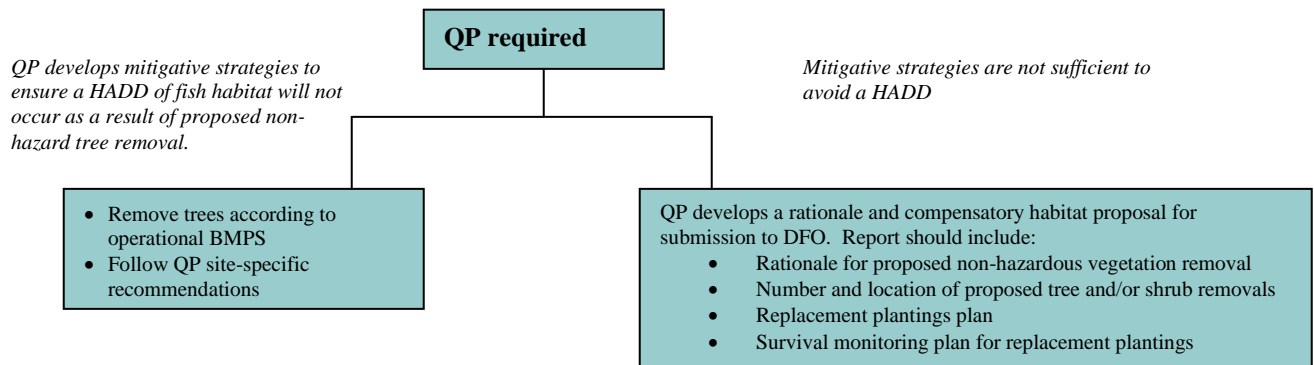 QP required
QP develops mitigative strategies to
ensure a HADD of fish habitat will not
occur as a result of proposed non-
hazard tree removal.
Mitigative strategies are not sufficient to
avoid a HADD
• Remove trees according to
operational BMPS
• Follow QP site-specific
recommendations
QP develops a rationale and compensatory habitat proposal for
submission to DFO. Report should include:
• Rationale for proposed non-hazardous vegetation removal
• Number and location of proposed tree and/or shrub removals
• Replacement plantings plan
• Survival monitoring plan for replacement plantings